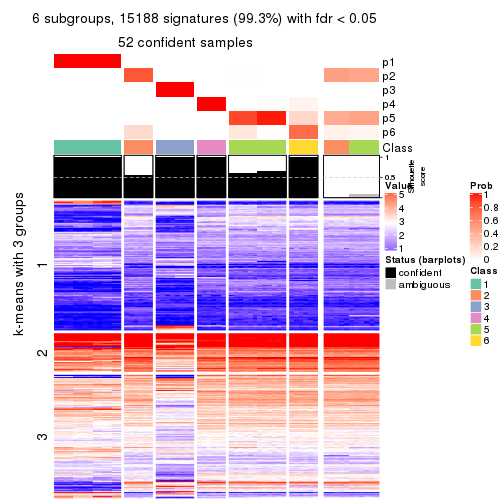 6 subgroups, 15188 signatures (99.3%) with fdr < 0.05
52 confident samples
p1
p2
p3
p4
p5
p6
Class
1
0.5
0
Silhouette
score
k-means with 3 groups
1
2
3
Value
5
4
3
2
1
Status (barplots)
confident
ambiguous
Prob
1
0.8
0.6
0.4
0.2
0
Class
1
2
3
4
5
6